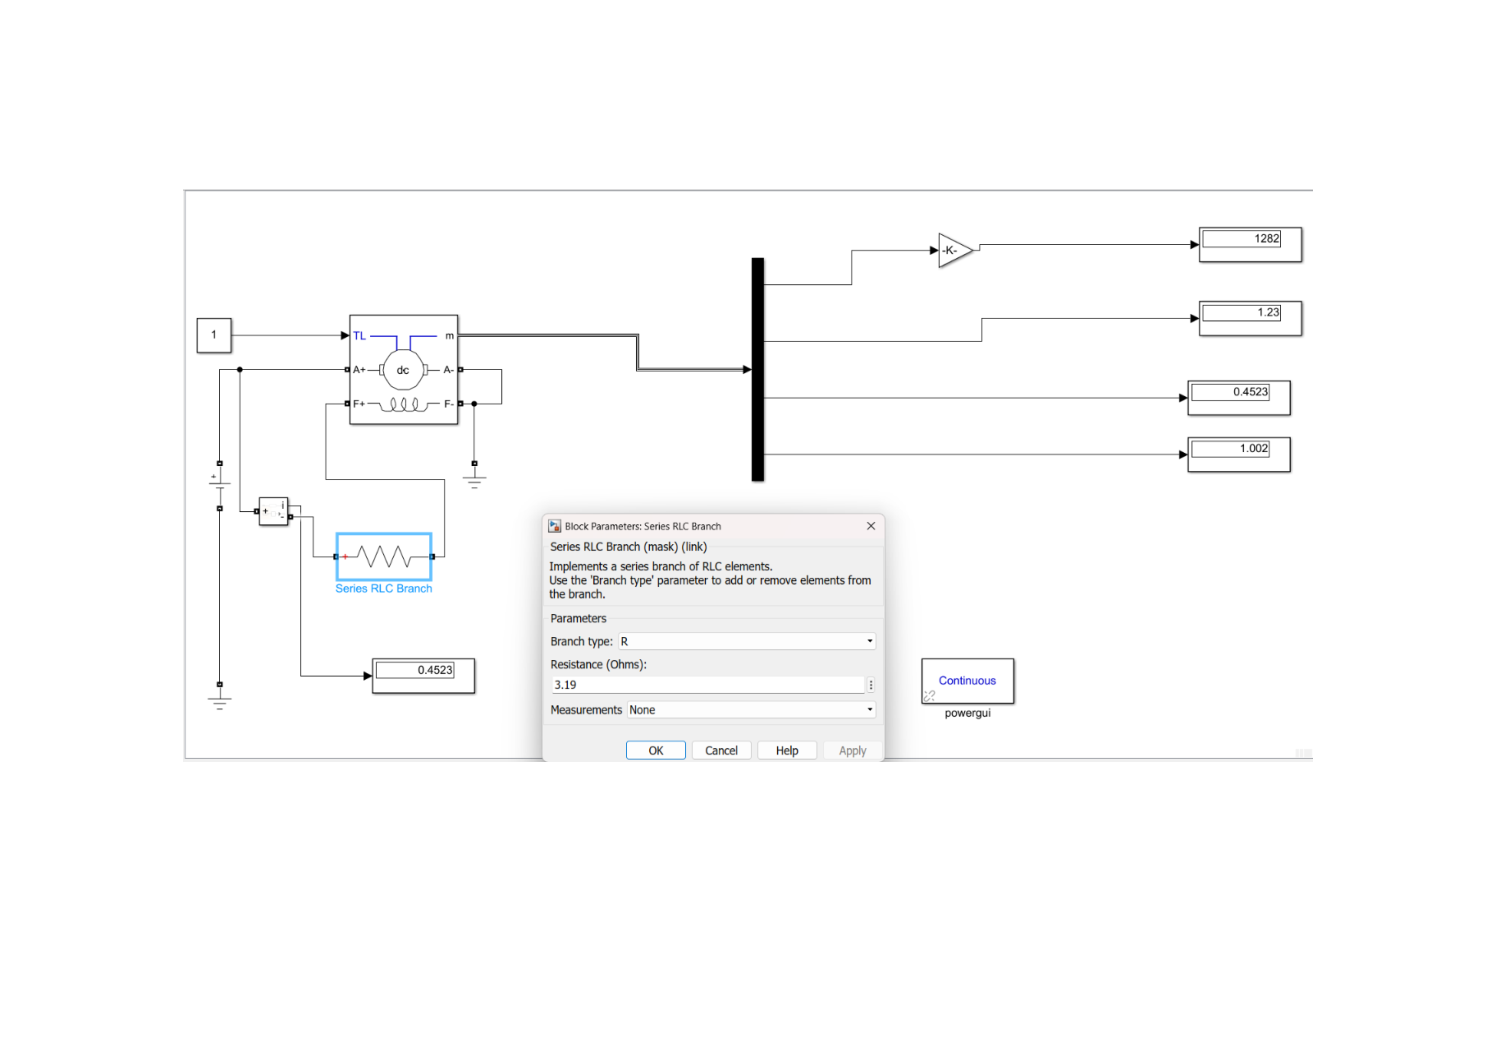 -K-
1282
1.23
1
TL
m
A+
dc
A-
F+
F-
0.4523
1.002
+
i
+
-
+
Series RLC Branch
0.4523
Block Parameters: Series RLC Branch
Series RLC Branch (mask) (link)
Implements a series branch of RLC elements.
Use the 'Branch type' parameter to add or remove elements from
the branch.
Parameters
Branch type: R
Resistance (Ohms):
3.19
Measurements None
OK Cancel Help Apply
Continuous
powergui